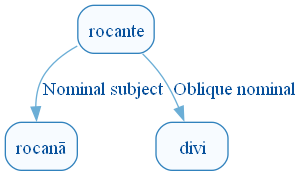 rocante
Nominal subject Oblique nominal
rocanā divi